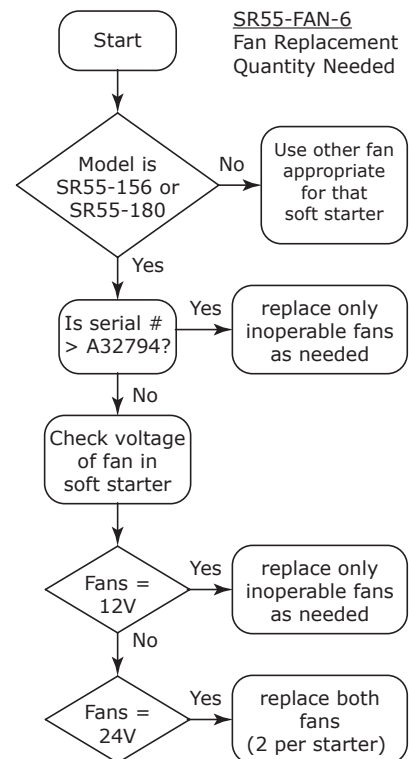 SR55-FAN-6
Fan Replacement
Quantity Needed
Start
Model is
SR55-156 or
SR55-180
No
Use other fan
appropriate
for that
soft starter
Yes
Is serial #
> A32794?
Yes
replace only
inoperable fans
as needed
No
Check voltage
of fan in
soft starter
Fans =
12V
Yes
replace only
inoperable fans
as needed
No
Fans =
24V
Yes
replace both
fans
(2 per starter)